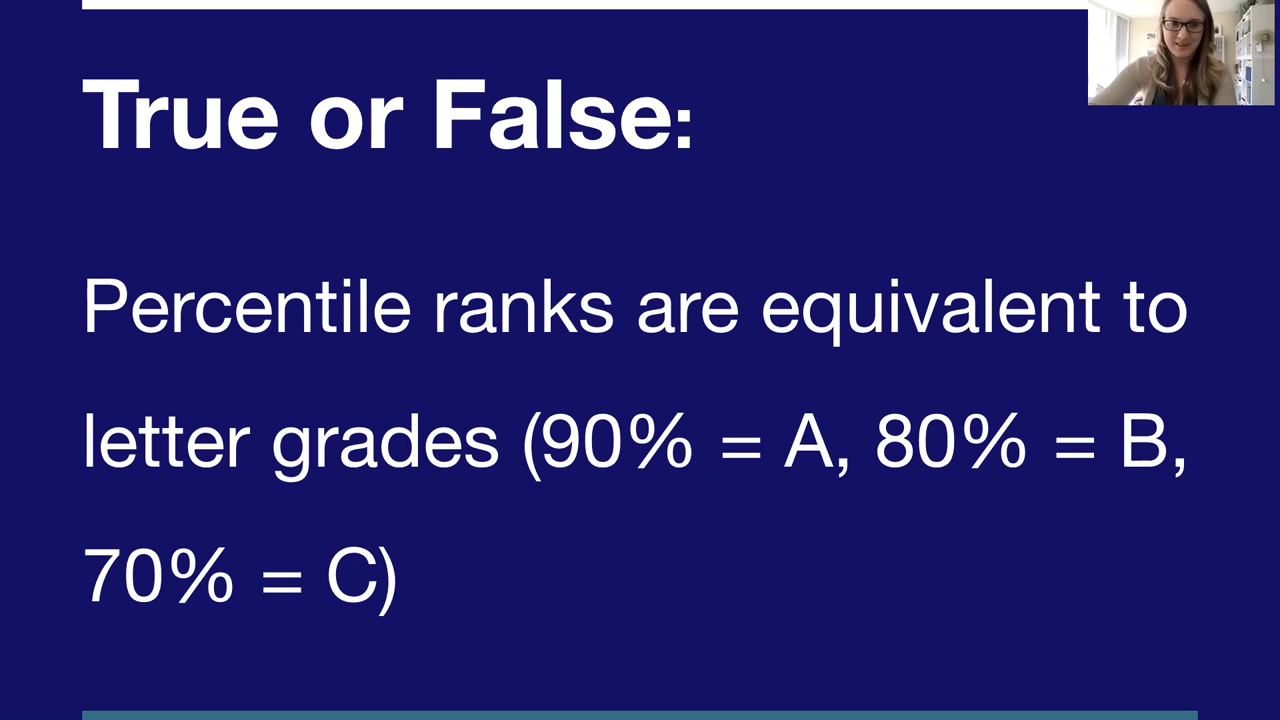 True or False:
Percentile ranks are equivalent to
letter grades (90% = A, 80% = B,
70% = C)